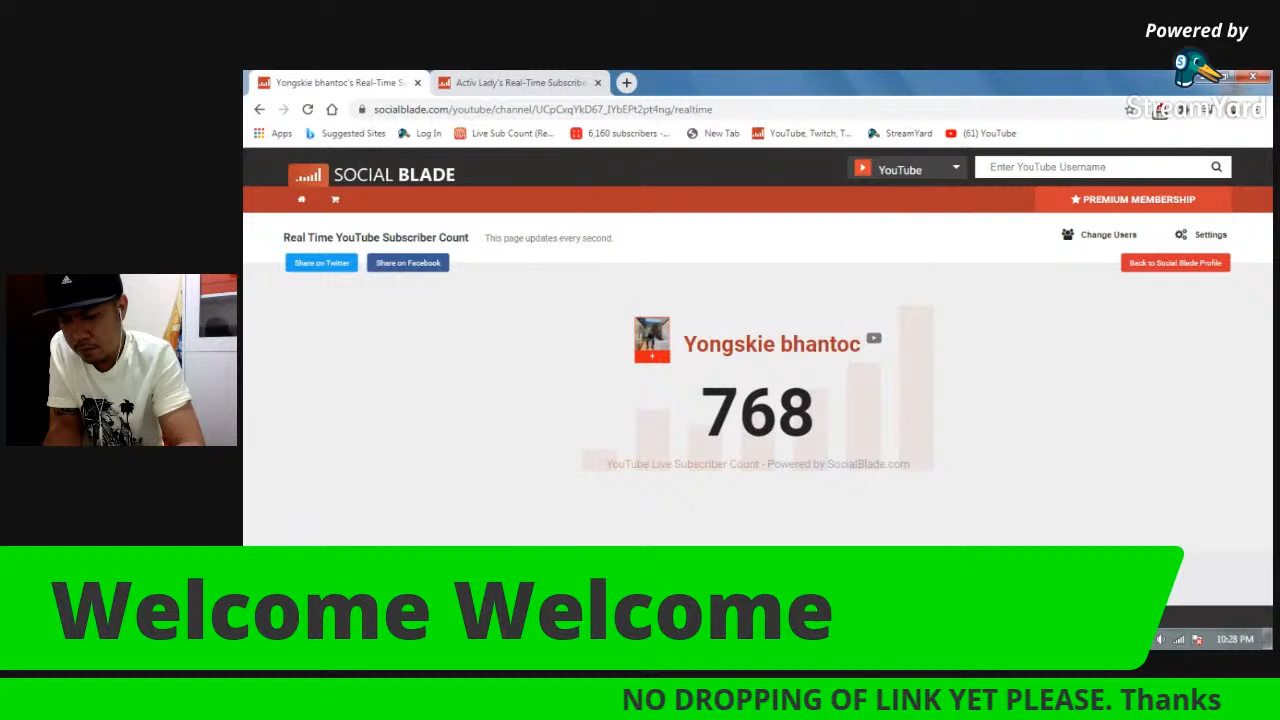 Powered by
StreamYard
Yongskie bhantoc's Real-Time Su
Activ Lady's Real-Time Subscribe
socialblade.com/youtube/channel/UCpCxqYkD67_IYbEPt2pt4ng/realtime
Apps
Suggested Sites
Log In
Live Sub Count (Re...
6,160 subscribers -...
New Tab
YouTube, Twitch, T...
StreamYard
(61) YouTube
SOCIAL BLADE
YouTube
Enter YouTube Username
PREMIUM MEMBERSHIP
Real Time YouTube Subscriber Count
This page updates every second.
Change Users
Settings
Share on Twitter
Share on Facebook
Back to Social Blade Profile
Yongskie bhantoc
768
YouTube Live Subscriber Count - Powered by SocialBlade.com
Welcome Welcome
10:28 PM
NO DROPPING OF LINK YET PLEASE. Thanks